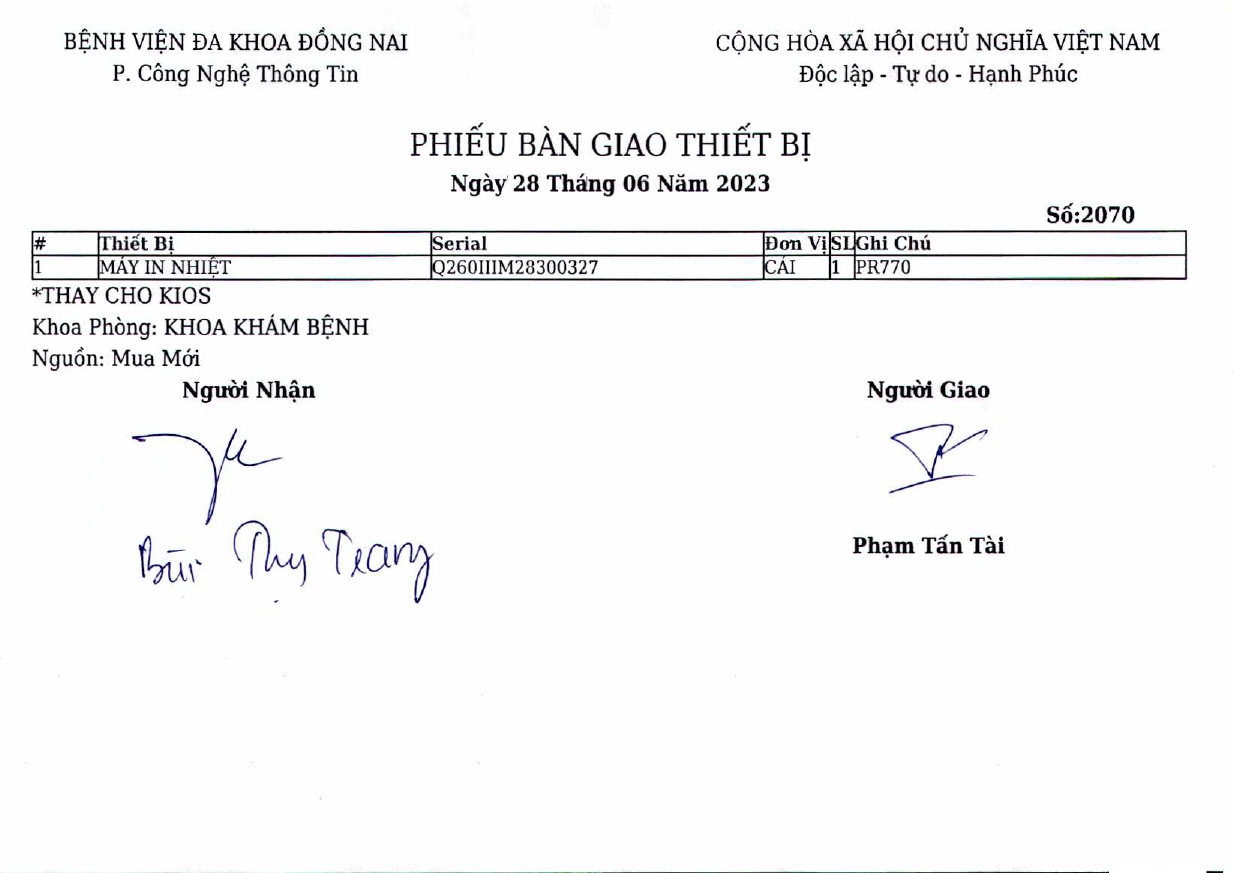 BỆNH VIỆN ĐA KHOA ĐỒNG NAI
P. Công Nghệ Thông Tin
CỘNG HÒA XÃ HỘI CHỦ NGHĨA VIỆT NAM
Độc lập - Tự do - Hạnh Phúc
PHIẾU BÀN GIAO THIẾT BỊ
Ngày 28 Tháng 06 Năm 2023
Số:2070
# Thiết Bị Serial Đơn Vị SL Ghi Chú
1 MÁY IN NHIỆT Q260IIIM28300327 CÁI 1 PR770
*THAY CHO KIOS
Khoa Phòng: KHOA KHÁM BỆNH
Nguồn: Mua Mới
Người Nhận Người Giao
Bùi Thụy Trang
Phạm Tấn Tài